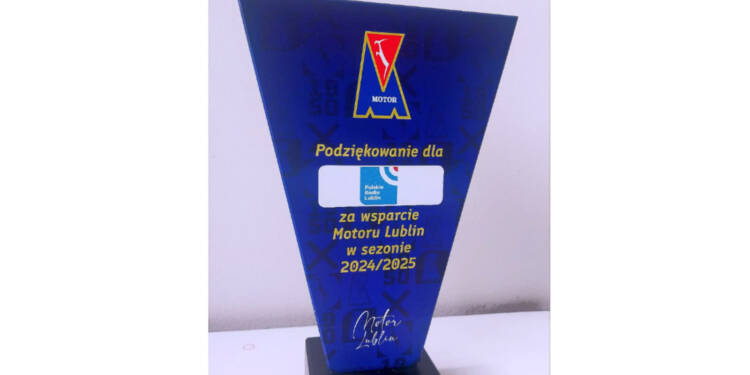 MOTOR
Podziękowanie dla
Polskie
Radio
Lublin
za wsparcie
Motoru Lublin
w sezonie
2024/2025
Motor
Lublin